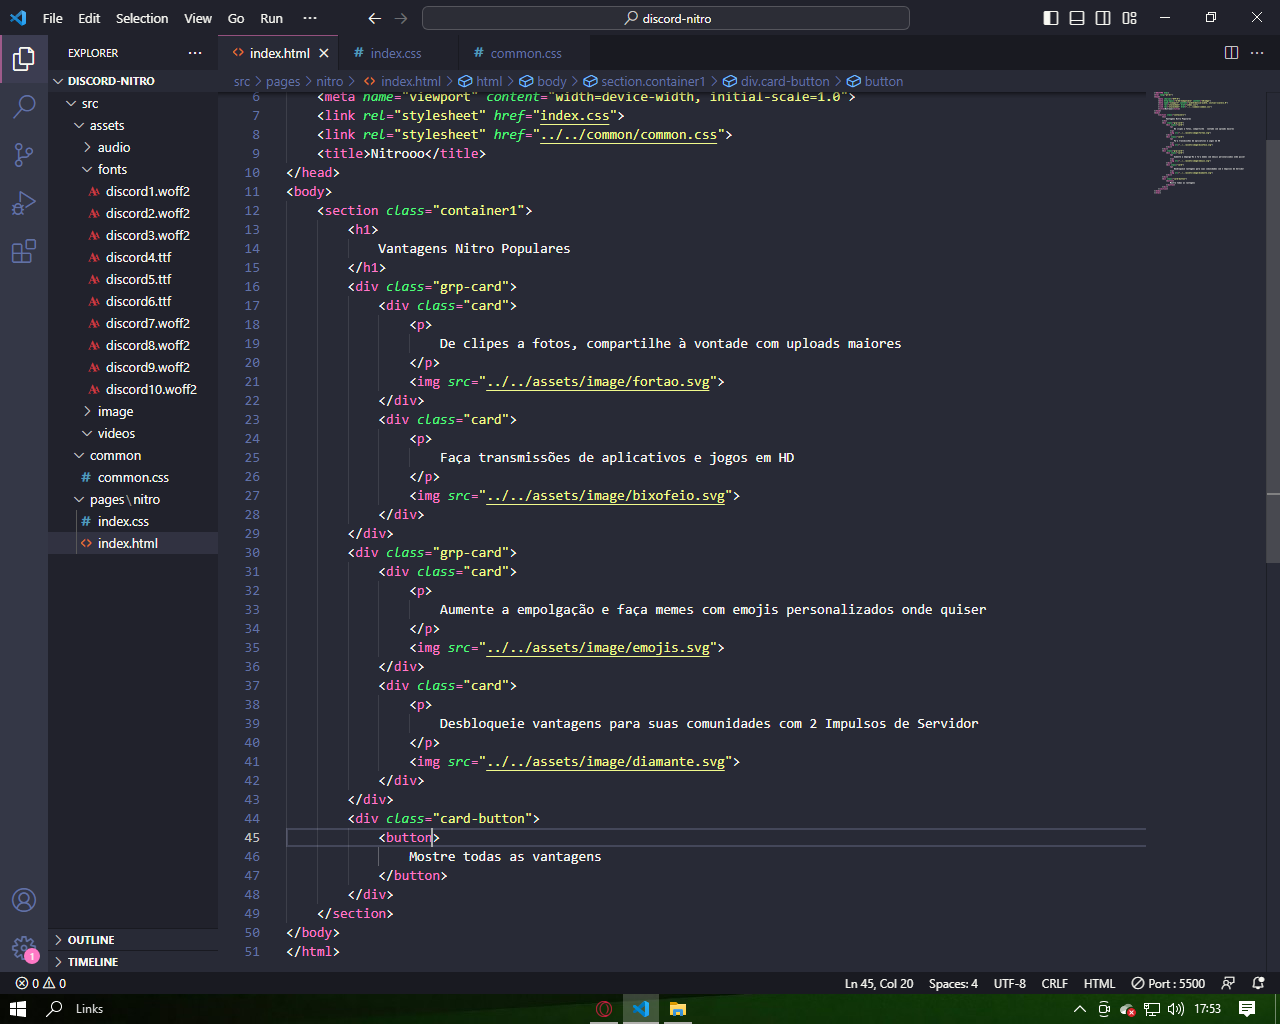 File Edit Selection View Go Run ··· discord-nitro
EXPLORER ···
index.html
index.css
common.css
DISCORD-NITRO
src > pages > nitro > index.html > html > body > section.container1 > div.card-button > button
src
assets
audio
fonts
discord1.woff2
discord2.woff2
discord3.woff2
discord4.ttf
discord5.ttf
discord6.ttf
discord7.woff2
discord8.woff2
discord9.woff2
discord10.woff2
image
videos
common
common.css
pages\nitro
index.css
index.html
OUTLINE
TIMELINE
6 <meta name="viewport" content="width=device-width, initial-scale=1.0">
7 <link rel="stylesheet" href="index.css">
8 <link rel="stylesheet" href="../../common/common.css">
9 <title>Nitrooo</title>
10 </head>
11 <body>
12 <section class="container1">
13 <h1>
14 Vantagens Nitro Populares
15 </h1>
16 <div class="grp-card">
17 <div class="card">
18 <p>
19 De clipes a fotos, compartilhe à vontade com uploads maiores
20 </p>
21 <img src="../../assets/image/fortao.svg">
22 </div>
23 <div class="card">
24 <p>
25 Faça transmissões de aplicativos e jogos em HD
26 </p>
27 <img src="../../assets/image/bixofeio.svg">
28 </div>
29 </div>
30 <div class="grp-card">
31 <div class="card">
32 <p>
33 Aumente a empolgação e faça memes com emojis personalizados onde quiser
34 </p>
35 <img src="../../assets/image/emojis.svg">
36 </div>
37 <div class="card">
38 <p>
39 Desbloqueie vantagens para suas comunidades com 2 Impulsos de Servidor
40 </p>
41 <img src="../../assets/image/diamante.svg">
42 </div>
43 </div>
44 <div class="card-button">
45 <button>
46 Mostre todas as vantagens
47 </button>
48 </div>
49 </section>
50 </body>
51 </html>
1
0 0 Ln 45, Col 20 Spaces: 4 UTF-8 CRLF HTML Port : 5500
Links 17:53